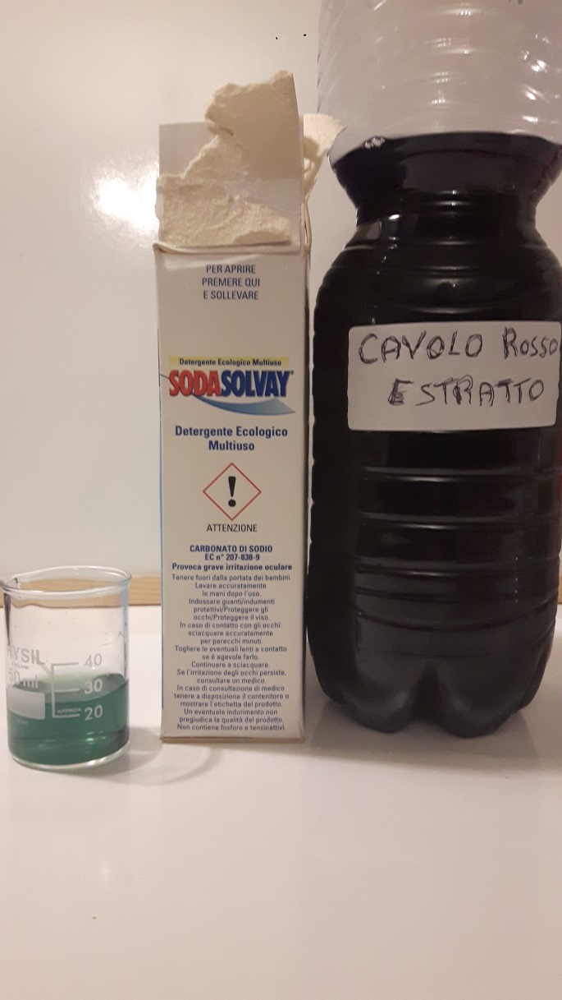 PER APRIRE
PREMERE QUI
E SOLLEVARE
Detergente Ecologico Multiuso
SODASOLVAY®
Detergente Ecologico
Multiuso
ATTENZIONE
CARBONATO DI SODIO
EC n° 207-838-9
Provoca grave irritazione oculare
Tenere fuori dalla portata dei bambini.
Lavare accuratamente
le mani dopo l'uso.
Indossare guanti/indumenti
protettivi/Proteggere gli
occhi/Proteggere il viso.
In caso di contatto con gli occhi:
sciacquare accuratamente
per parecchi minuti.
Togliere le eventuali lenti a contatto
se è agevole farlo.
Continuare a sciacquare.
Se l'irritazione degli occhi persiste,
consultare un medico.
In caso di consultazione di medico
tenere a disposizione il contenitore o
mostrare l'etichetta del prodotto.
Un eventuale indurimento non
pregiudica la qualità del prodotto.
Non contiene fosforo e tensioattivi.
CAVOLO ROSSO
ESTRATTO
YSIL
ENGLAND
50 ml
40
30
APPROX
20